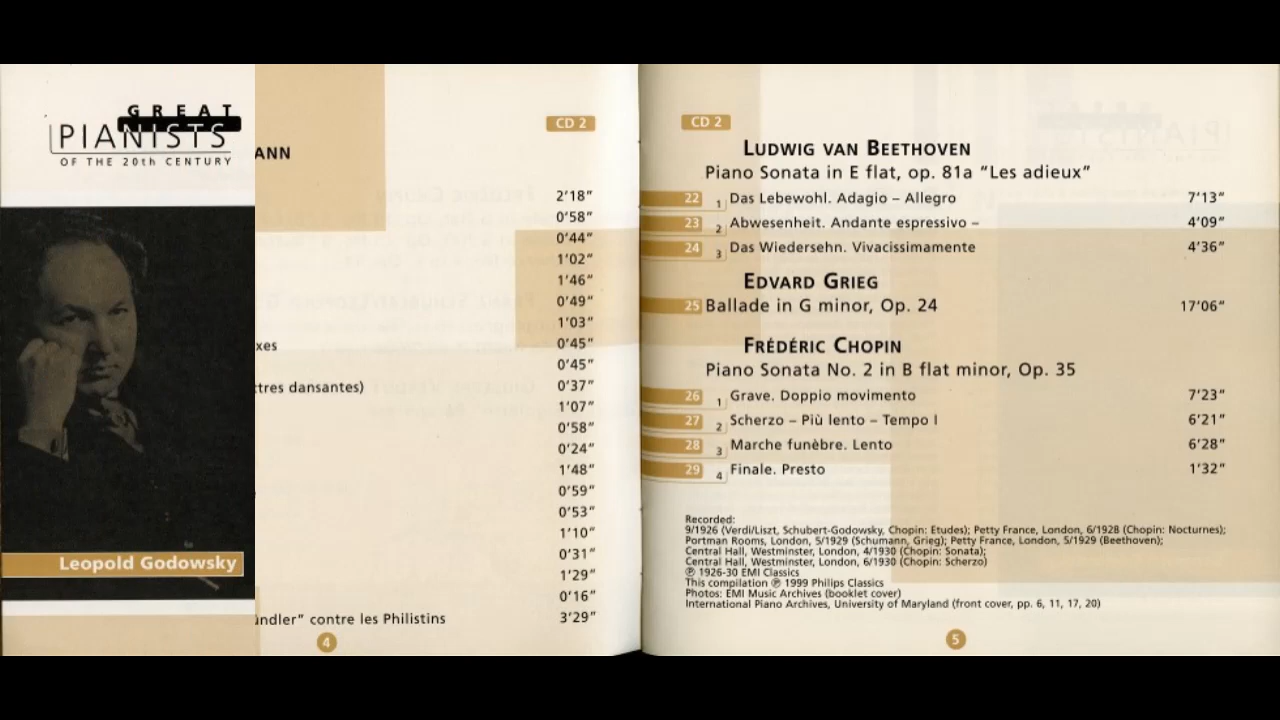 GREAT
PIANISTS
OF THE 20th CENTURY
Leopold Godowsky
CD 2
ANN
2’18”
0’58”
0’44”
1’02”
1’46”
0’49”
1’03”
xes 0’45”
0’45”
ttres dansantes) 0’37”
1’07”
0’58”
0’24”
1’48”
0’59”
0’53”
1’10”
0’31”
1’29”
0’16”
ündler” contre les Philistins 3’29”
4
CD 2
LUDWIG VAN BEETHOVEN
Piano Sonata in E flat, op. 81a “Les adieux”
22 1 Das Lebewohl. Adagio – Allegro 7’13”
23 2 Abwesenheit. Andante espressivo – 4’09”
24 3 Das Wiedersehn. Vivacissimamente 4’36”
EDVARD GRIEG
25 Ballade in G minor, Op. 24 17’06”
FRÉDÉRIC CHOPIN
Piano Sonata No. 2 in B flat minor, Op. 35
26 1 Grave. Doppio movimento 7’23”
27 2 Scherzo – Più lento – Tempo I 6’21”
28 3 Marche funèbre. Lento 6’28”
29 4 Finale. Presto 1’32”
Recorded:
9/1926 (Verdi/Liszt, Schubert-Godowsky, Chopin: Etudes); Petty France, London, 6/1928 (Chopin: Nocturnes);
Portman Rooms, London, 5/1929 (Schumann, Grieg); Petty France, London, 5/1929 (Beethoven);
Central Hall, Westminster, London, 4/1930 (Chopin: Sonata);
Central Hall, Westminster, London, 6/1930 (Chopin: Scherzo)
℗ 1926-30 EMI Classics
This compilation ℗ 1999 Philips Classics
Photos: EMI Music Archives (booklet cover)
International Piano Archives, University of Maryland (front cover, pp. 6, 11, 17, 20)
5